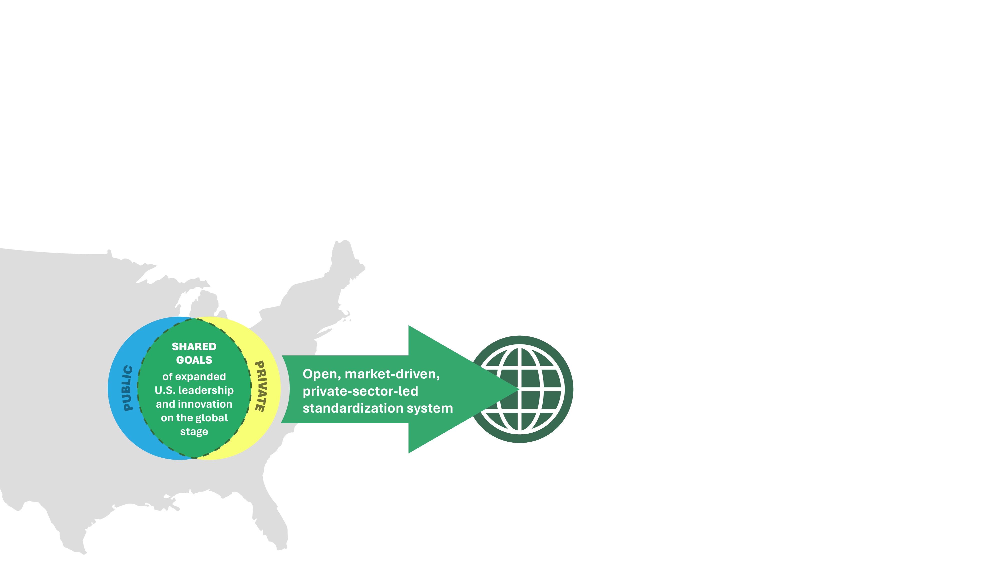 PUBLIC
SHARED
GOALS
of expanded
U.S. leadership
and innovation
on the global
stage
PRIVATE
Open, market-driven,
private-sector-led
standardization system